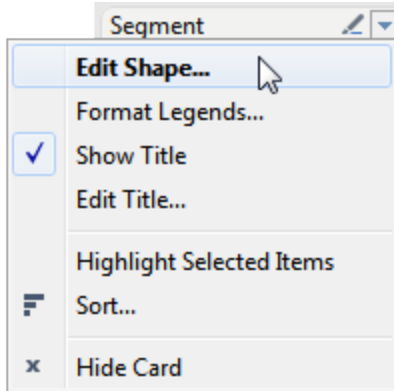 Segment
Edit Shape...
Format Legends...
Show Title
Edit Title...
Highlight Selected Items
Sort...
Hide Card